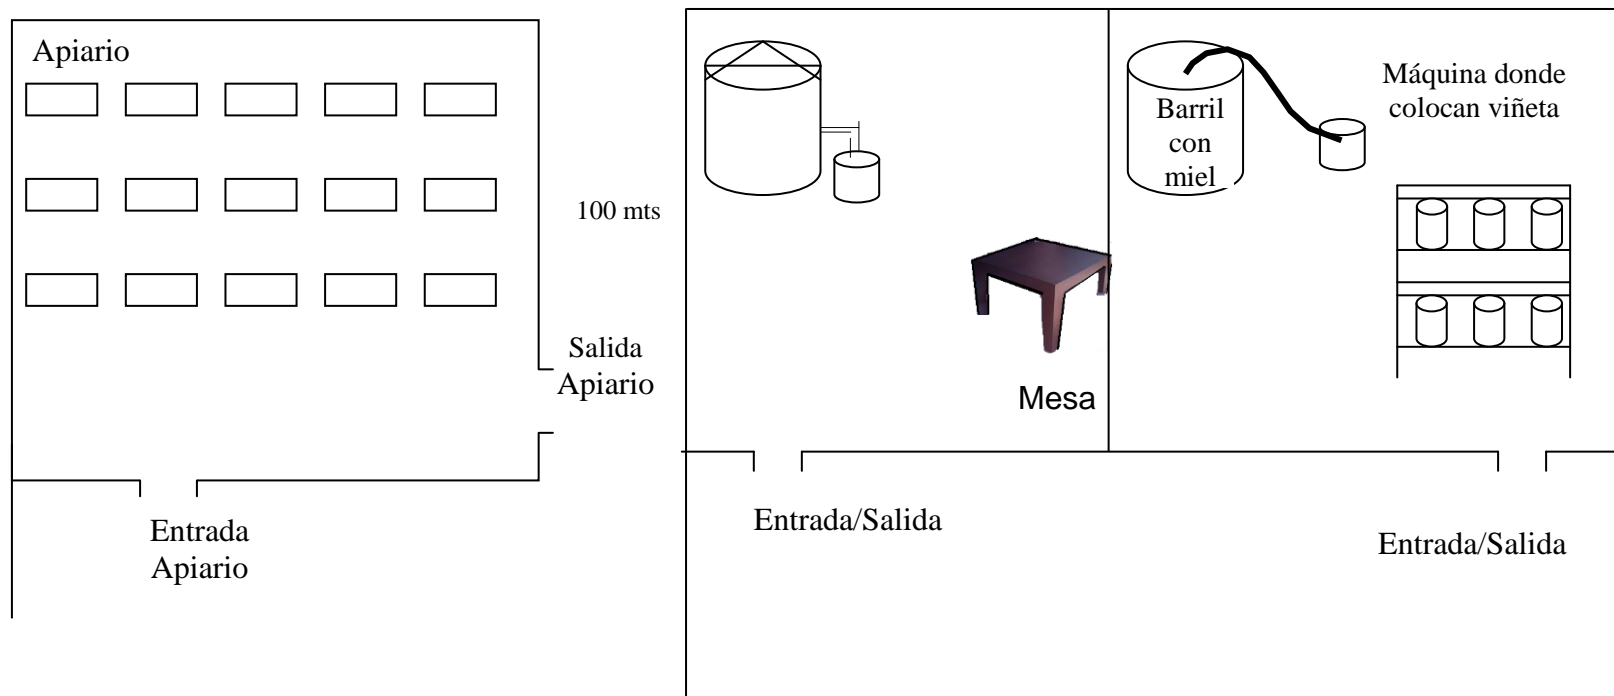 Apiario
100 mts
Salida
Apiario
Entrada
Apiario
Mesa
Entrada/Salida
Barril
con
miel
Máquina donde
colocan viñeta
Entrada/Salida